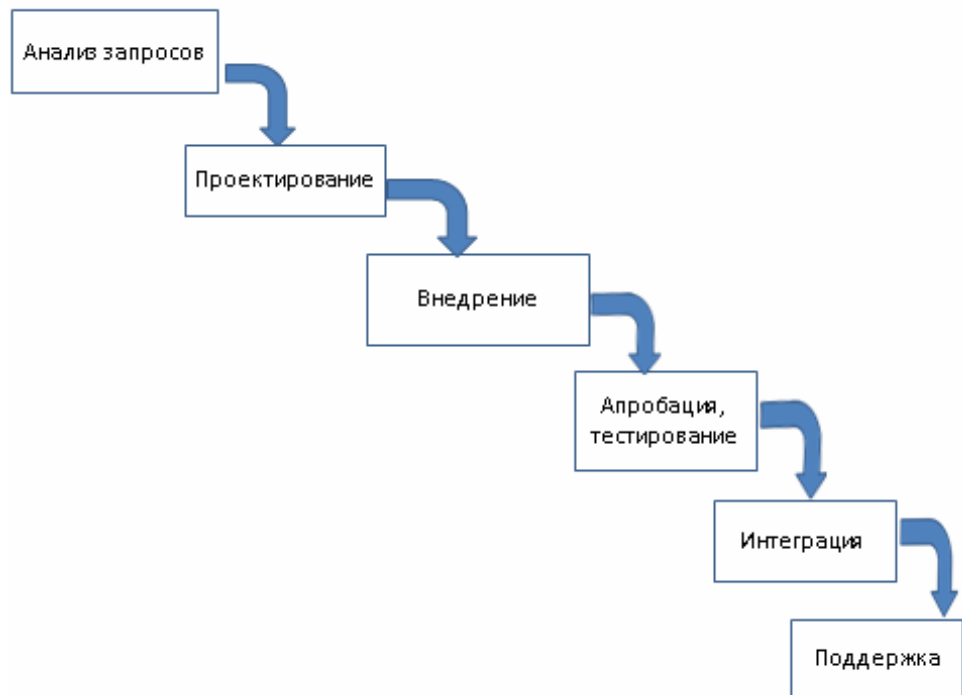 Анализ запросов
Проектирование
Внедрение
Апробация,
тестирование
Интеграция
Поддержка